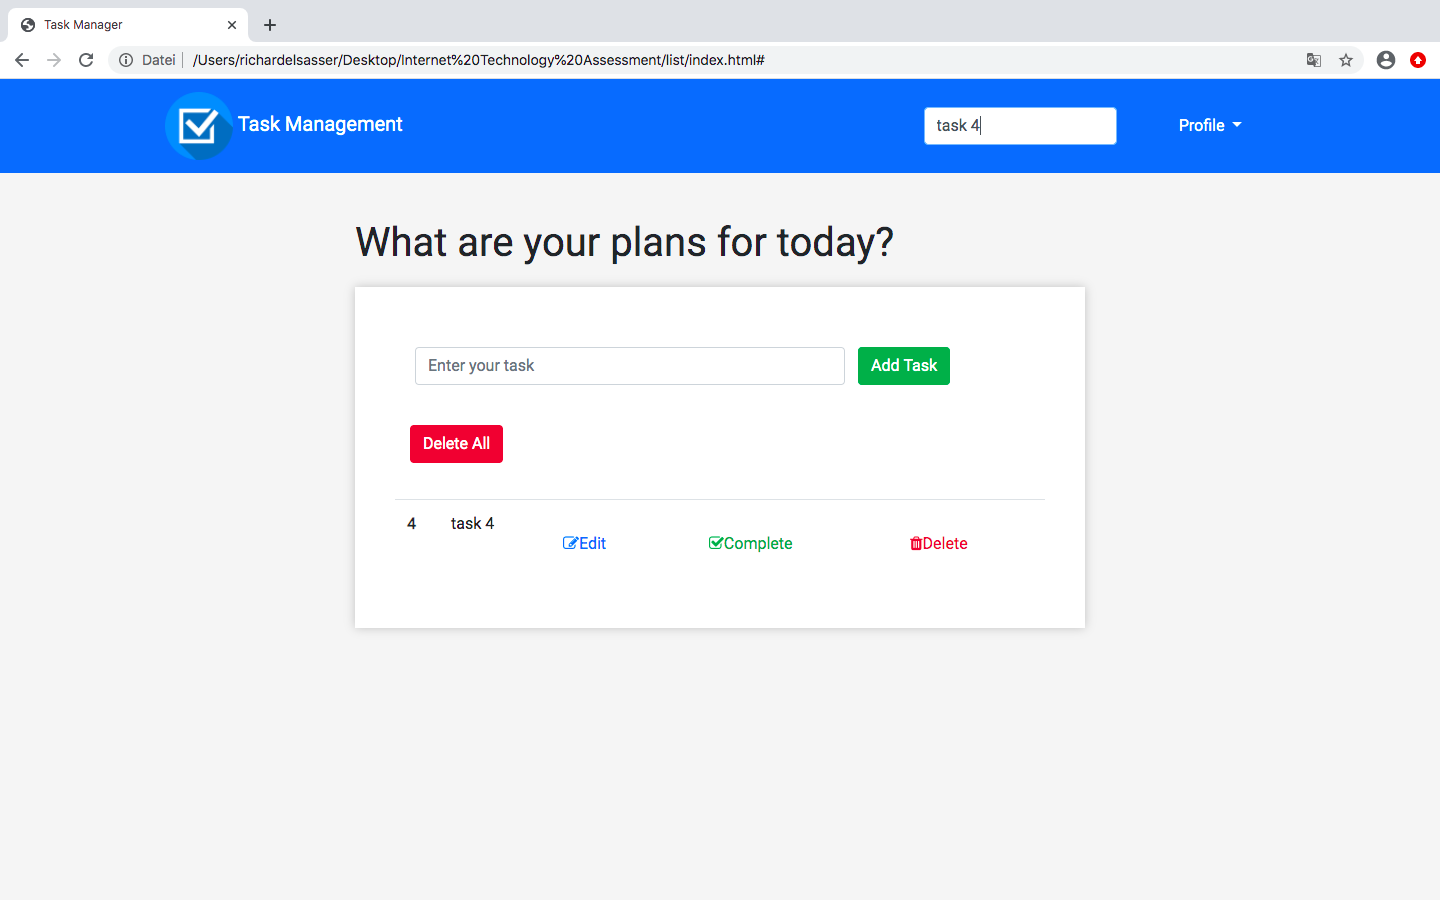 Task Manager
Datei /Users/richardelsasser/Desktop/Internet%20Technology%20Assessment/list/index.html#
Task Management
task 4
Profile
What are your plans for today?
Enter your task
Add Task
Delete All
4 task 4
Edit Complete Delete